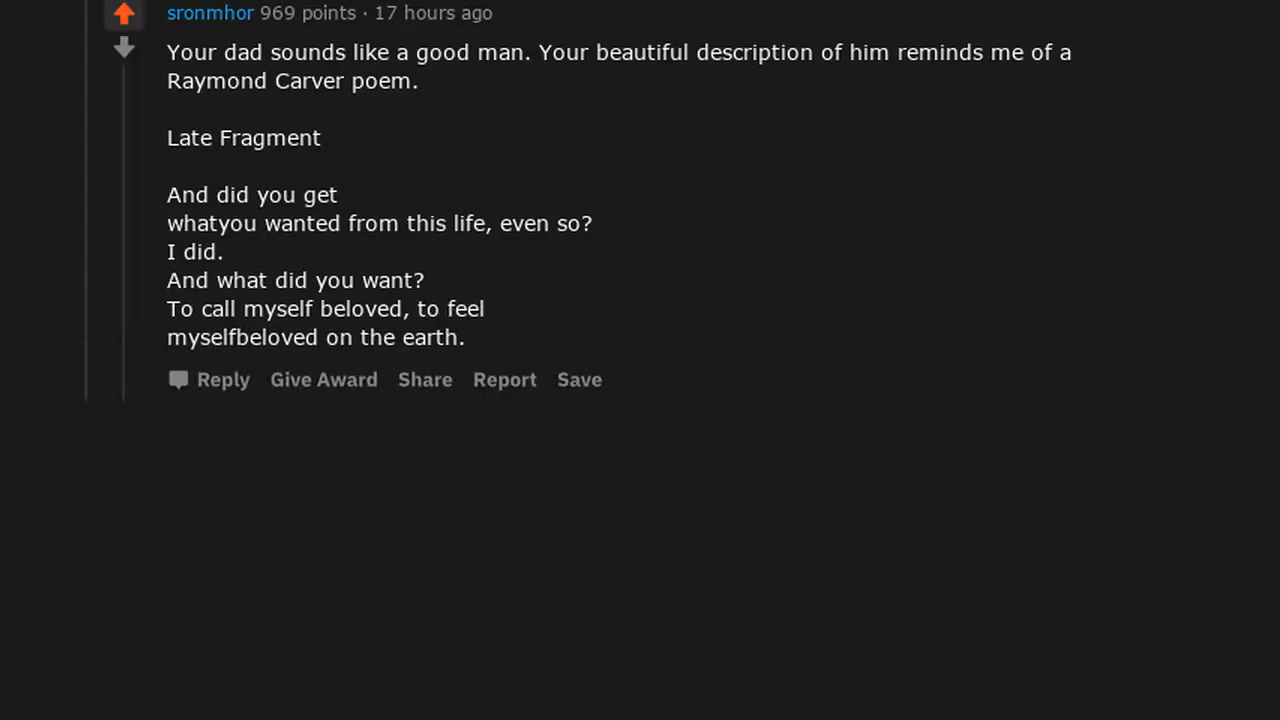 sronmhor 969 points · 17 hours ago
Your dad sounds like a good man. Your beautiful description of him reminds me of a
Raymond Carver poem.
Late Fragment
And did you get
whatyou wanted from this life, even so?
I did.
And what did you want?
To call myself beloved, to feel
myselfbeloved on the earth.
Reply Give Award Share Report Save